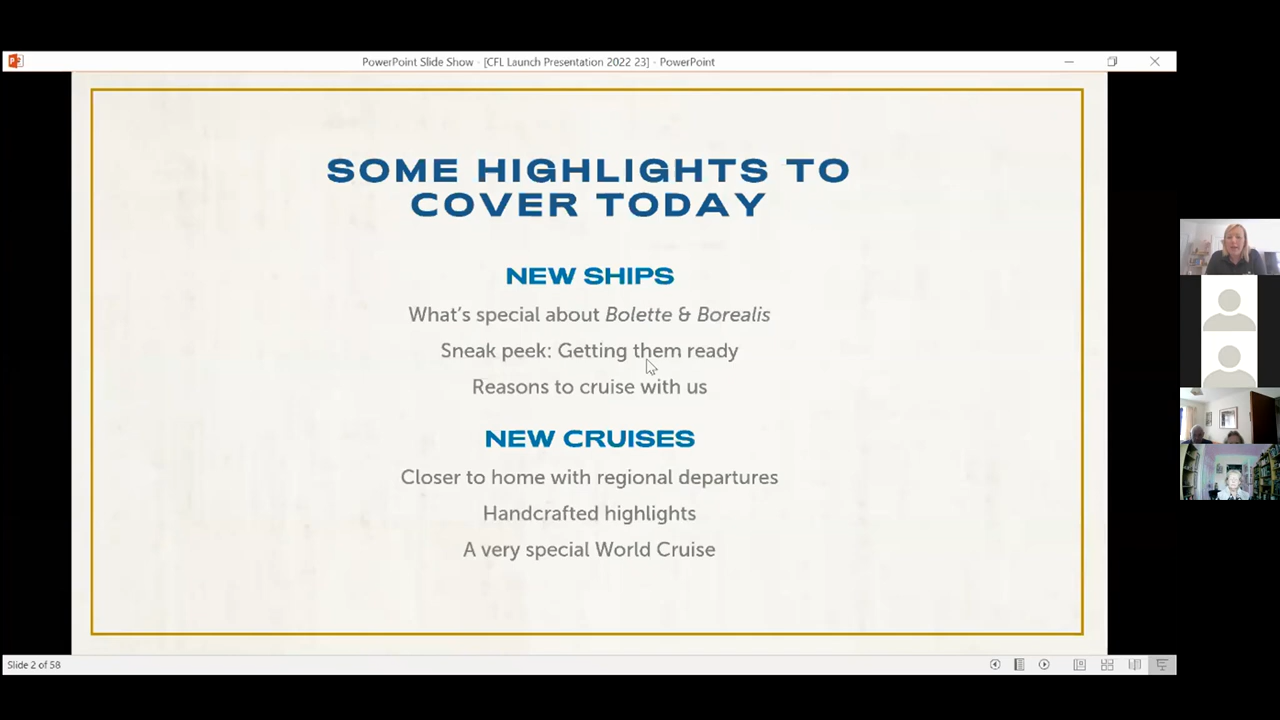 PowerPoint Slide Show - [CFL Launch Presentation 2022 23] - PowerPoint
SOME HIGHLIGHTS TO
COVER TODAY
NEW SHIPS
What's special about Bolette & Borealis
Sneak peek: Getting them ready
Reasons to cruise with us
NEW CRUISES
Closer to home with regional departures
Handcrafted highlights
A very special World Cruise
Slide 2 of 58